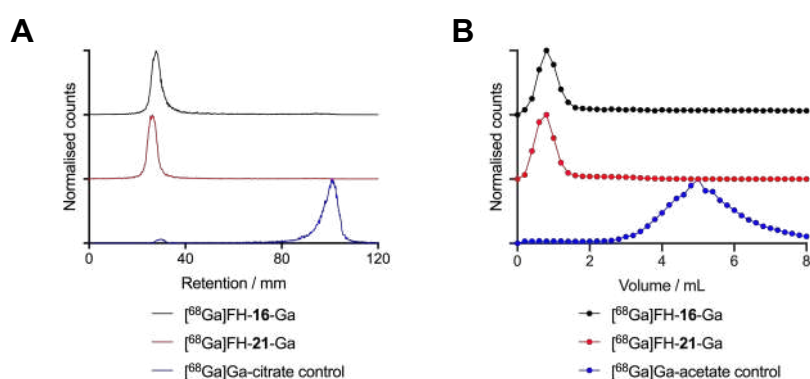 A
Normalised counts
0
40
80
120
Retention / mm
[⁶⁸Ga]FH-16-Ga
[⁶⁸Ga]FH-21-Ga
[⁶⁸Ga]Ga-citrate control
B
Normalised counts
0
2
4
6
8
Volume / mL
[⁶⁸Ga]FH-16-Ga
[⁶⁸Ga]FH-21-Ga
[⁶⁸Ga]Ga-acetate control